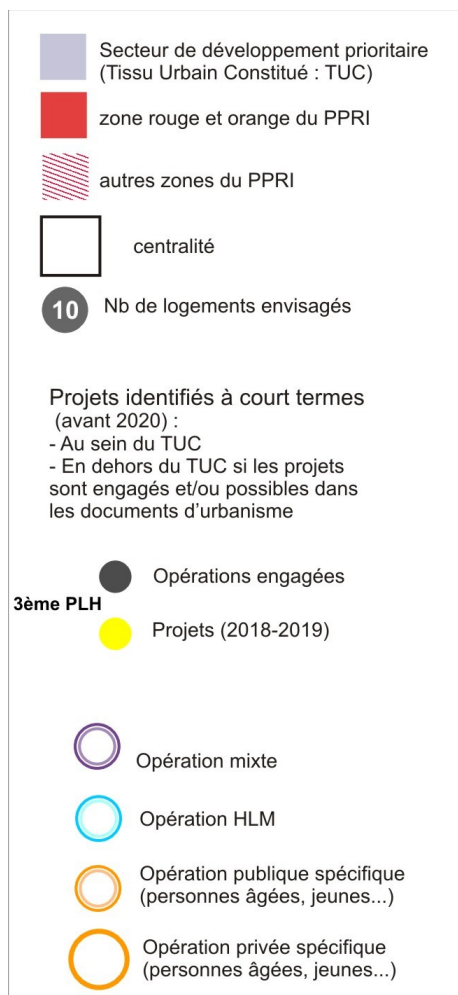 Secteur de développement prioritaire
(Tissu Urbain Constitué : TUC)
zone rouge et orange du PPRI
autres zones du PPRI
centralité
10 Nb de logements envisagés
Projets identifiés à court termes
(avant 2020) :
- Au sein du TUC
- En dehors du TUC si les projets
sont engagés et/ou possibles dans
les documents d'urbanisme
Opérations engagées
3ème PLH
Projets (2018-2019)
Opération mixte
Opération HLM
Opération publique spécifique
(personnes âgées, jeunes...)
Opération privée spécifique
(personnes âgées, jeunes...)